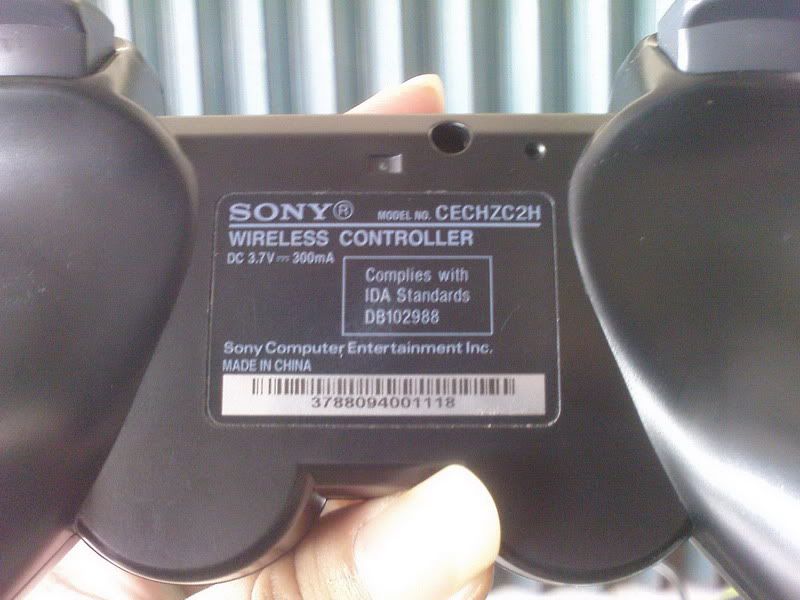 SONY® MODEL NO. CECHZC2H
WIRELESS CONTROLLER
DC 3.7V⎓ 300mA
Complies with
IDA Standards
DB102988
Sony Computer Entertainment Inc.
MADE IN CHINA
3788094001118